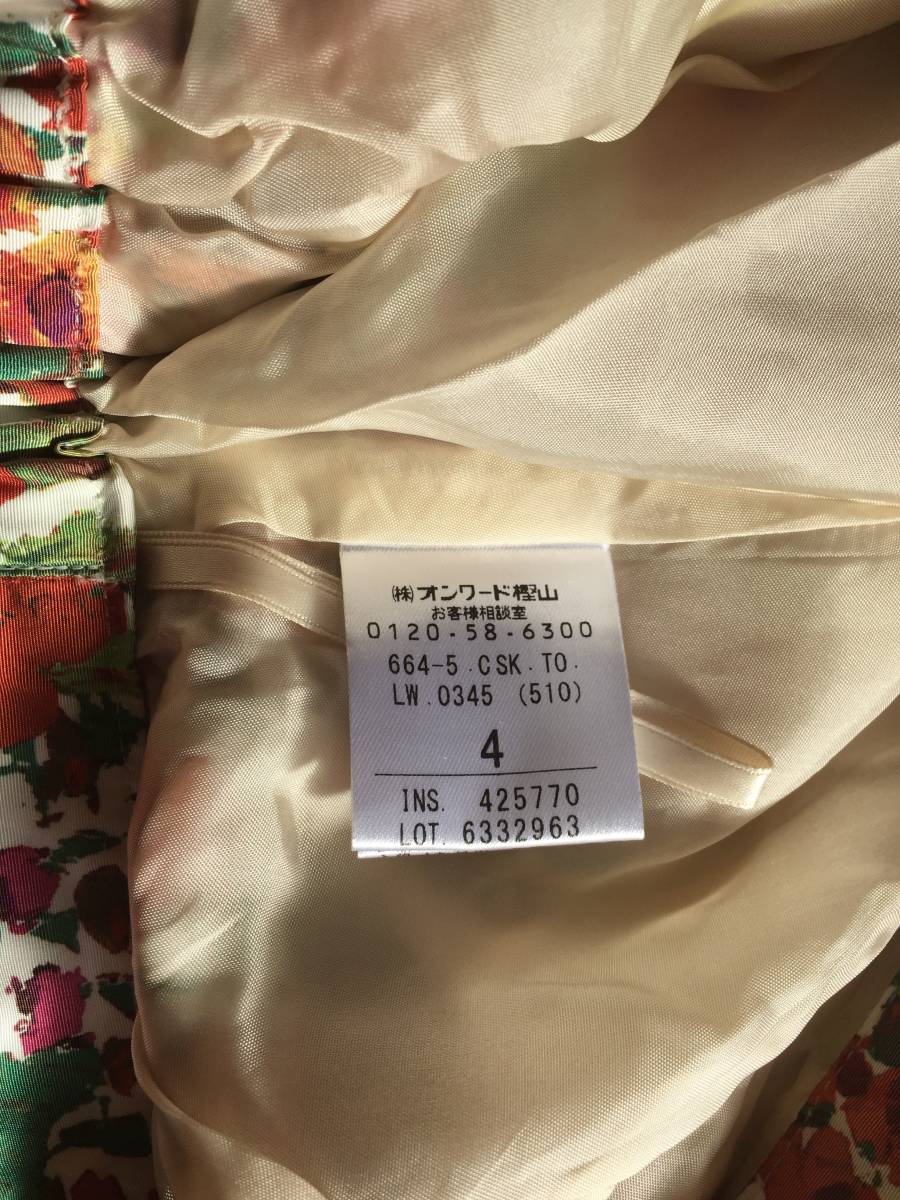 (株)オンワード樫山
お客様相談室
0120-58-6300
664-5.CSK.TO.
LW.0345 (510)
4
INS. 425770
LOT. 6332963